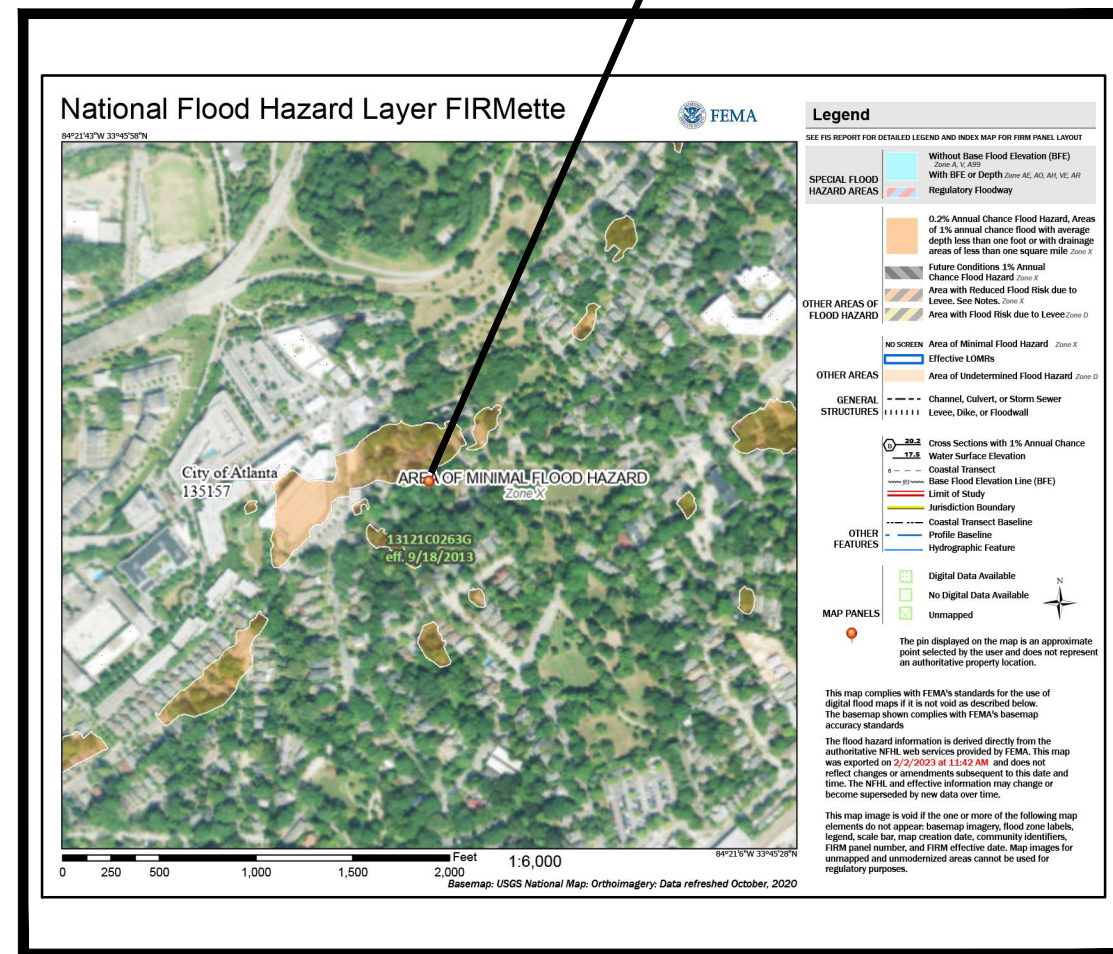 National Flood Hazard Layer FIRMette
FEMA
84°21'43"W 33°45'58"N
City of Atlanta
135157
AREA OF MINIMAL FLOOD HAZARD
Zone X
13121C0263G
eff. 9/18/2013
Feet
1:6,000
84°21'6"W 33°45'28"N
0 250 500 1,000 1,500 2,000
Basemap: USGS National Map: Orthoimagery: Data refreshed October, 2020
Legend
SEE FIS REPORT FOR DETAILED LEGEND AND INDEX MAP FOR FIRM PANEL LAYOUT
SPECIAL FLOOD
HAZARD AREAS
Without Base Flood Elevation (BFE)
Zone A, V, A99
With BFE or Depth Zone AE, AO, AH, VE, AR
Regulatory Floodway
0.2% Annual Chance Flood Hazard, Areas
of 1% annual chance flood with average
depth less than one foot or with drainage
areas of less than one square mile Zone X
Future Conditions 1% Annual
Chance Flood Hazard Zone X
Area with Reduced Flood Risk due to
Levee. See Notes. Zone X
Area with Flood Risk due to Levee Zone D
OTHER AREAS OF
FLOOD HAZARD
NO SCREEN Area of Minimal Flood Hazard Zone X
Effective LOMRs
OTHER AREAS
Area of Undetermined Flood Hazard Zone D
GENERAL
STRUCTURES
Channel, Culvert, or Storm Sewer
Levee, Dike, or Floodwall
B 20.2 Cross Sections with 1% Annual Chance
17.5 Water Surface Elevation
8 Coastal Transect
513 Base Flood Elevation Line (BFE)
Limit of Study
Jurisdiction Boundary
Coastal Transect Baseline
OTHER
FEATURES
Profile Baseline
Hydrographic Feature
Digital Data Available
No Digital Data Available
Unmapped
MAP PANELS
N
The pin displayed on the map is an approximate
point selected by the user and does not represent
an authoritative property location.
This map complies with FEMA's standards for the use of
digital flood maps if it is not void as described below.
The basemap shown complies with FEMA's basemap
accuracy standards
The flood hazard information is derived directly from the
authoritative NFHL web services provided by FEMA. This map
was exported on 2/2/2023 at 11:42 AM and does not
reflect changes or amendments subsequent to this date and
time. The NFHL and effective information may change or
become superseded by new data over time.
This map image is void if the one or more of the following map
elements do not appear: basemap imagery, flood zone labels,
legend, scale bar, map creation date, community identifiers,
FIRM panel number, and FIRM effective date. Map images for
unmapped and unmodernized areas cannot be used for
regulatory purposes.